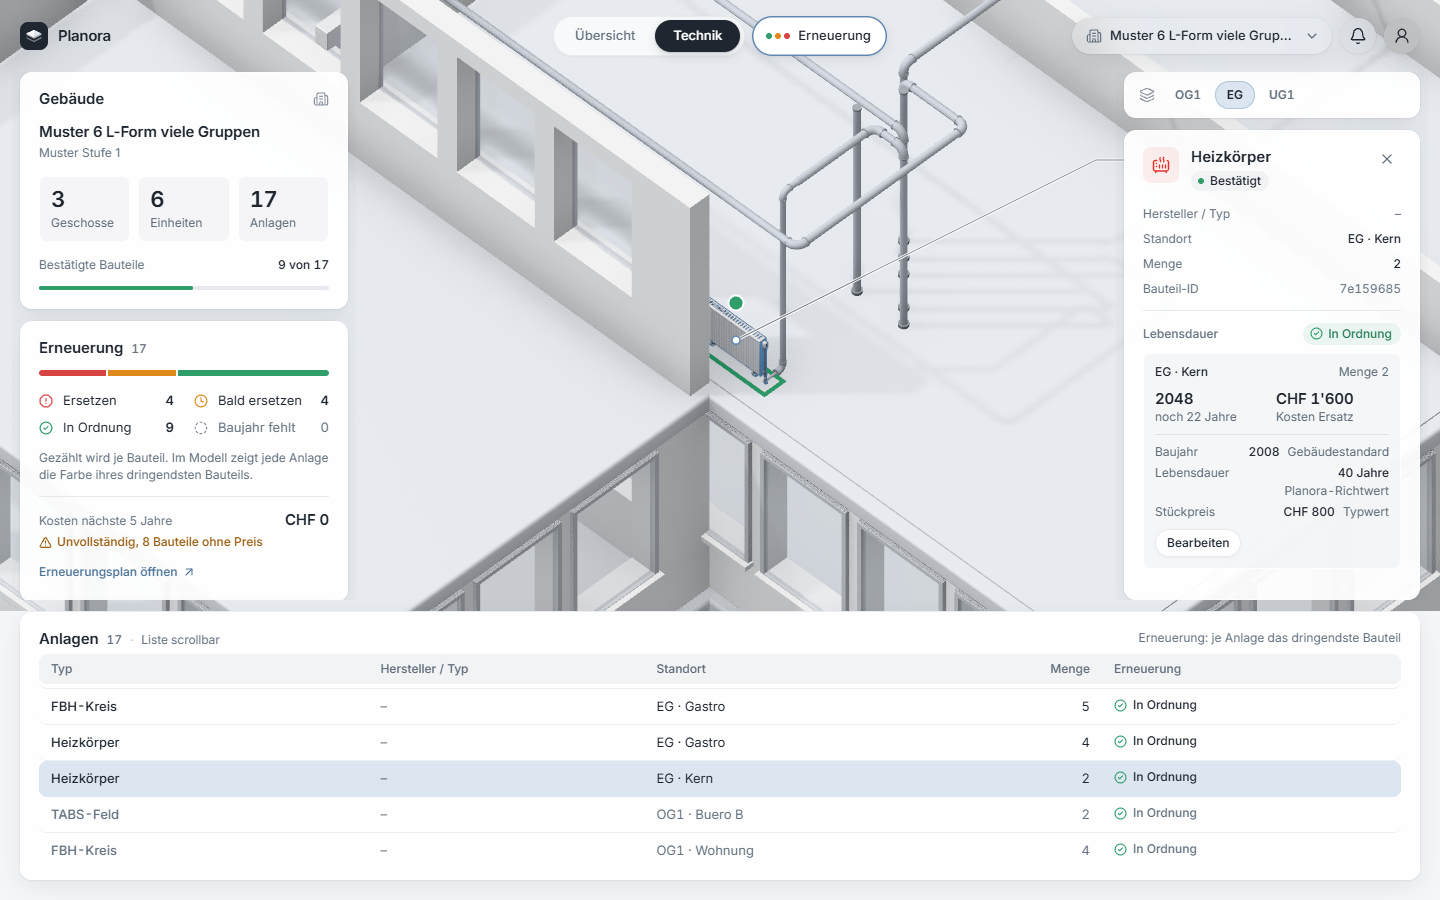 Planora
Übersicht
Technik
Erneuerung
Muster 6 L-Form viele Grup...
Gebäude
Muster 6 L-Form viele Gruppen
Muster Stufe 1
3
Geschosse
6
Einheiten
17
Anlagen
Bestätigte Bauteile
9 von 17
Erneuerung 17
Ersetzen 4
Bald ersetzen 4
In Ordnung 9
Baujahr fehlt 0
Gezählt wird je Bauteil. Im Modell zeigt jede Anlage
die Farbe ihres dringendsten Bauteils.
Kosten nächste 5 Jahre CHF 0
Unvollständig, 8 Bauteile ohne Preis
Erneuerungsplan öffnen
OG1 EG UG1
Heizkörper
Bestätigt
Hersteller / Typ –
Standort EG · Kern
Menge 2
Bauteil-ID 7e159685
Lebensdauer In Ordnung
EG · Kern Menge 2
2048 CHF 1'600
noch 22 Jahre Kosten Ersatz
Baujahr 2008 Gebäudestandard
Lebensdauer 40 Jahre
Planora-Richtwert
Stückpreis CHF 800 Typwert
Bearbeiten
Anlagen 17 · Liste scrollbar
Erneuerung: je Anlage das dringendste Bauteil
Typ Hersteller / Typ Standort Menge Erneuerung
FBH-Kreis – EG · Gastro 5 In Ordnung
Heizkörper – EG · Gastro 4 In Ordnung
Heizkörper – EG · Kern 2 In Ordnung
TABS-Feld – OG1 · Buero B 2 In Ordnung
FBH-Kreis – OG1 · Wohnung 4 In Ordnung